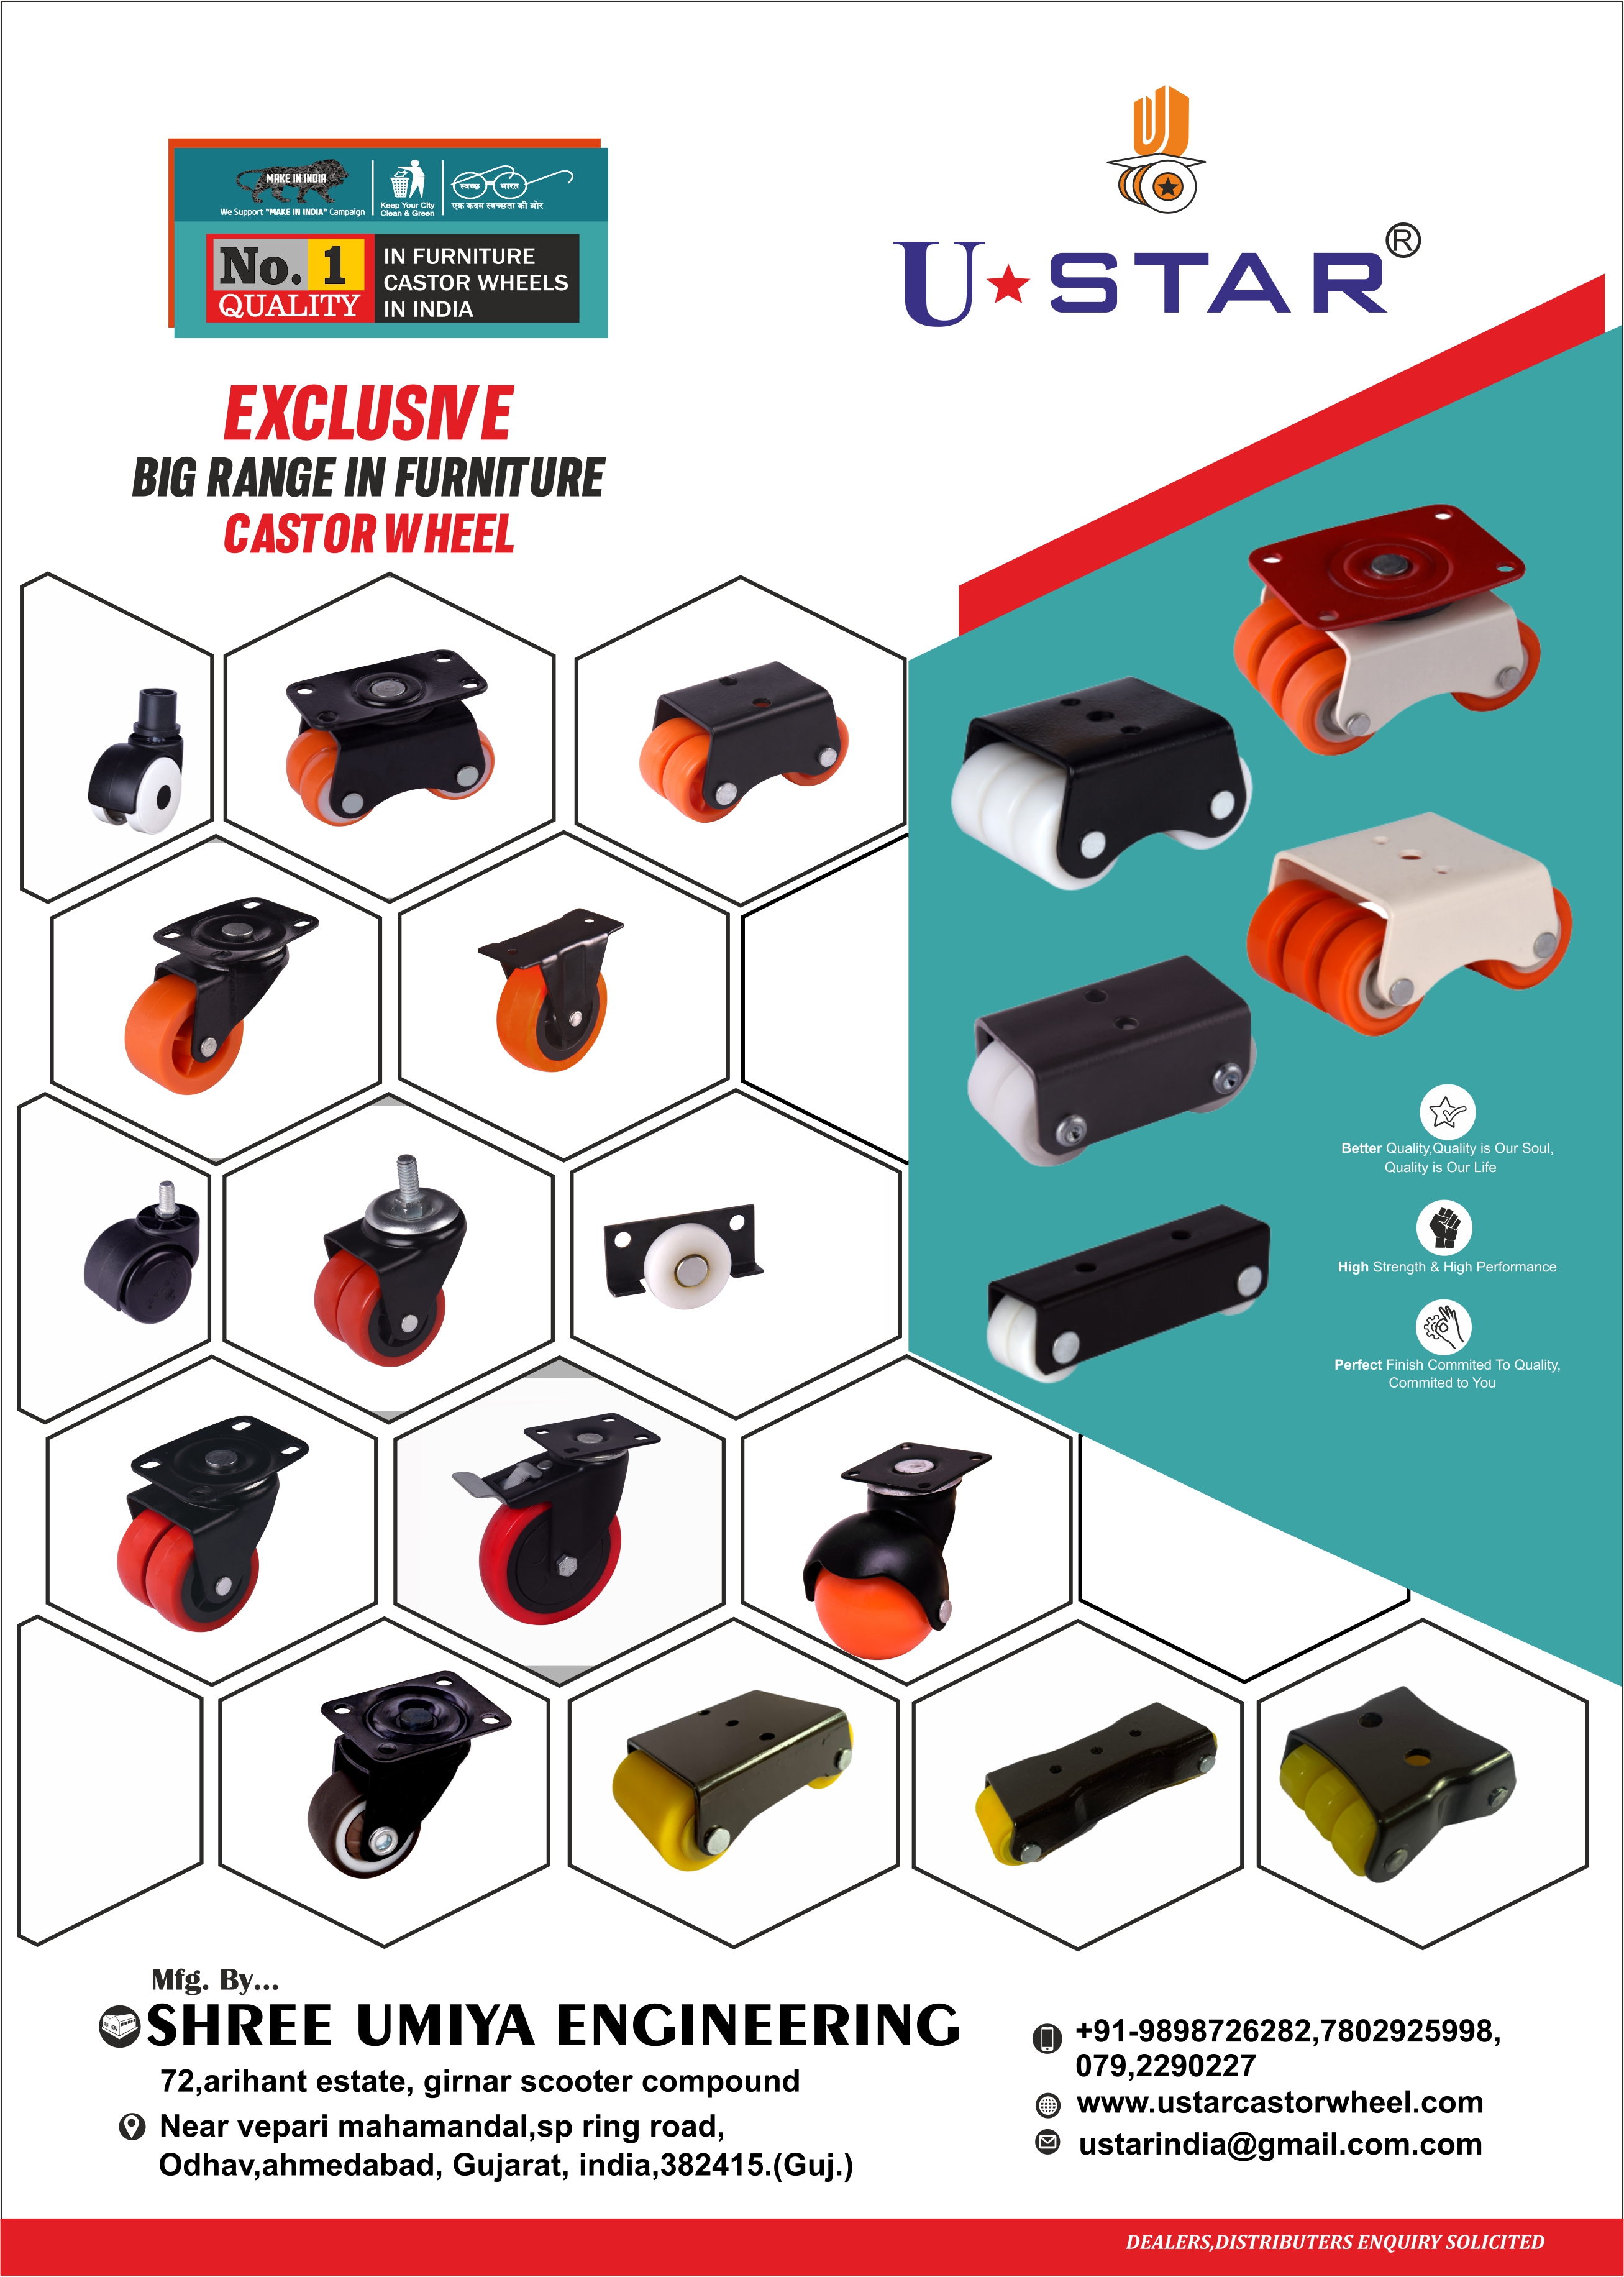 MAKE IN INDIA
We Support "MAKE IN INDIA" Campaign
Keep Your City
Clean & Green
स्वच्छ भारत
एक कदम स्वच्छता की ओर
No. 1
QUALITY
IN FURNITURE
CASTOR WHEELS
IN INDIA
U STAR ®
EXCLUSIVE
BIG RANGE IN FURNITURE
CASTOR WHEEL
Better Quality,Quality is Our Soul,
Quality is Our Life
High Strength & High Performance
Perfect Finish Commited To Quality,
Commited to You
Mfg. By...
SHREE UMIYA ENGINEERING
72,arihant estate, girnar scooter compound
Near vepari mahamandal,sp ring road,
Odhav,ahmedabad, Gujarat, india,382415.(Guj.)
+91-9898726282,7802925998,
079,2290227
www.ustarcastorwheel.com
ustarindia@gmail.com.com
DEALERS,DISTRIBUTERS ENQUIRY SOLICITED